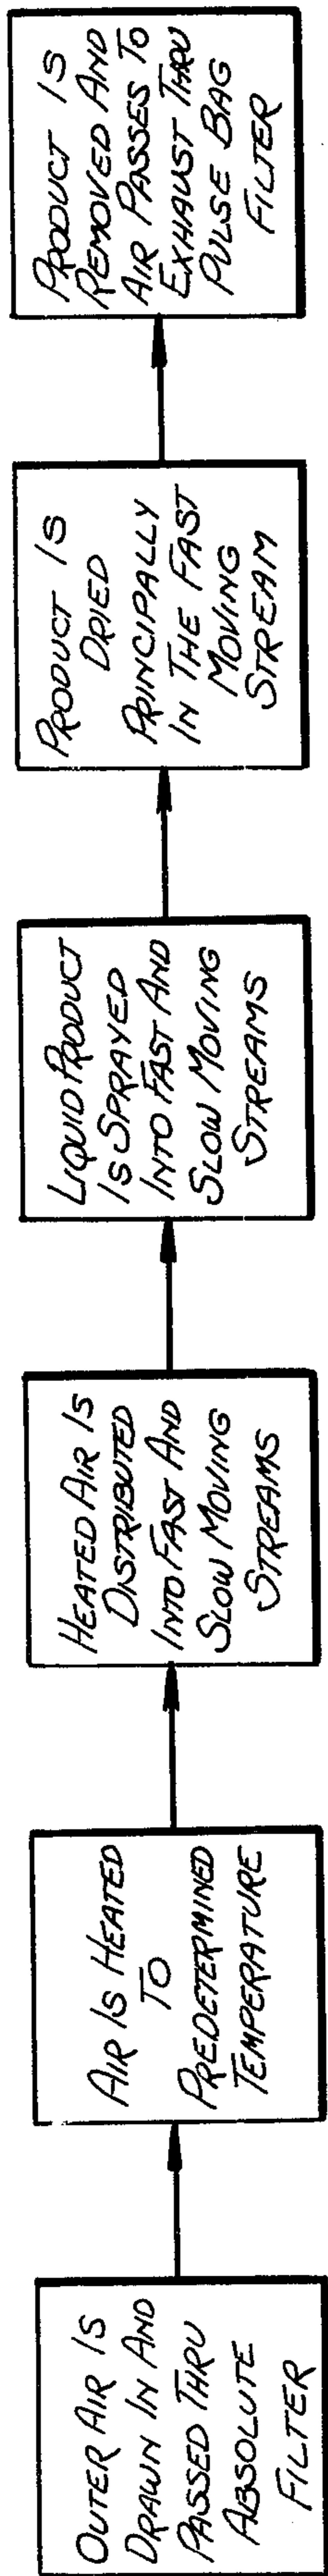 OUTER AIR IS
DRAWN IN AND
PASSED THRU
ABSOLUTE
FILTER
AIR IS HEATED
TO
PREDETERMINED
TEMPERATURE
HEATED AIR IS
DISTRIBUTED
INTO FAST AND
SLOW MOVING
STREAMS
LIQUID PRODUCT
IS SPRAYED
INTO FAST AND
SLOW MOVING
STREAMS
PRODUCT IS
DRIED
PRINCIPALLY
IN THE FAST
MOVING
STREAM
PRODUCT IS
REMOVED AND
AIR PASSES TO
EXHAUST THRU
PULSE BAG
FILTER